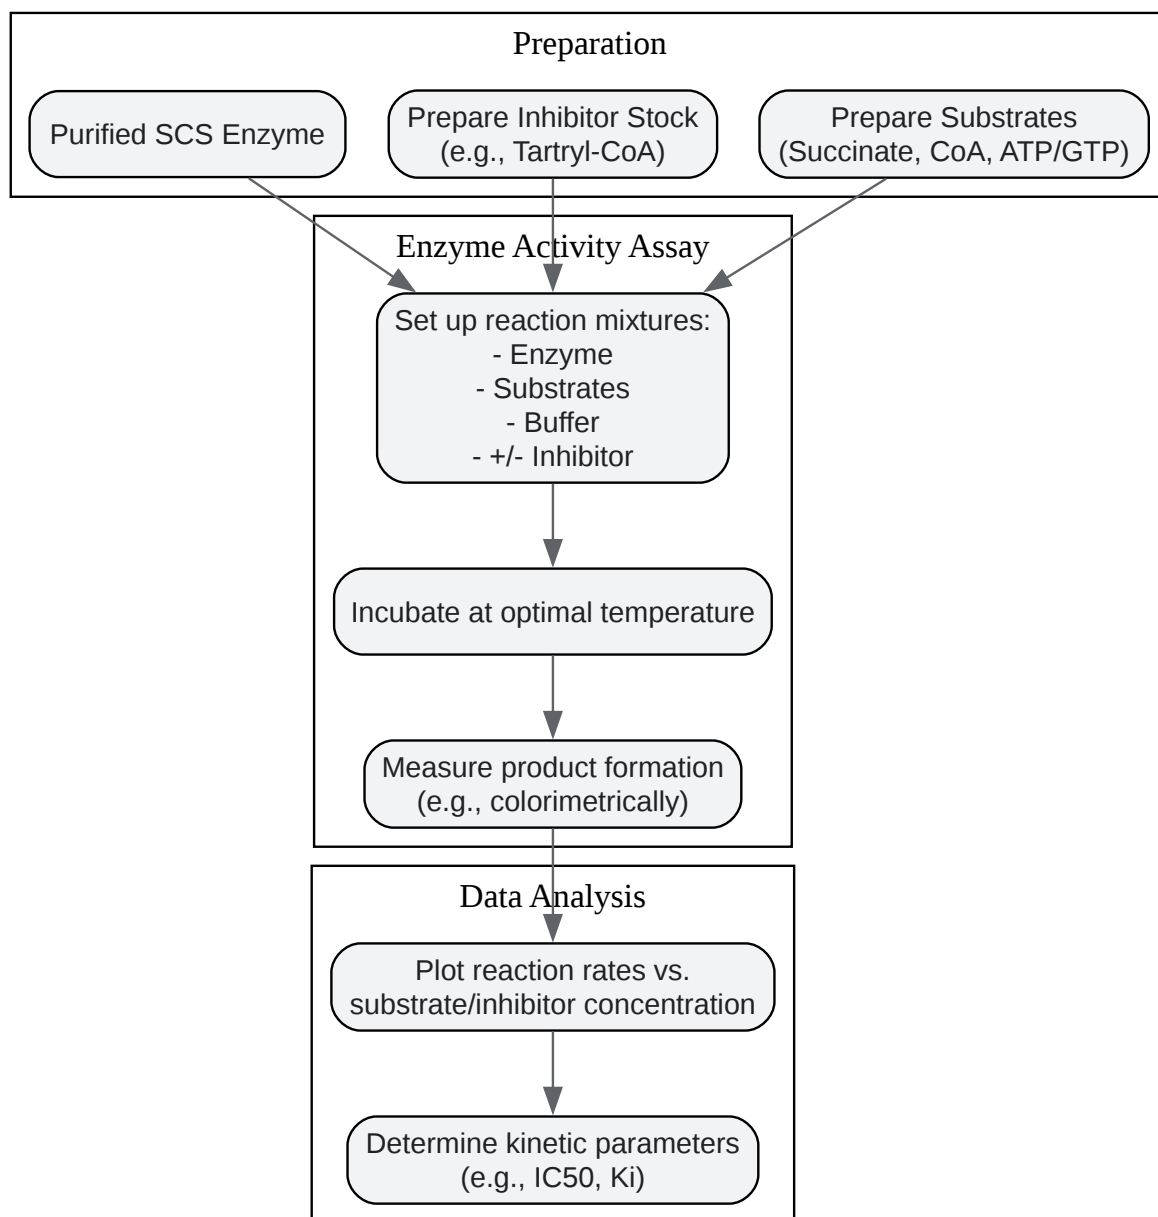 Preparation
Purified SCS Enzyme
Prepare Inhibitor Stock
(e.g., Tartryl-CoA)
Prepare Substrates
(Succinate, CoA, ATP/GTP)
Enzyme Activity Assay
Set up reaction mixtures:
- Enzyme
- Substrates
- Buffer
- +/- Inhibitor
Incubate at optimal temperature
Measure product formation
(e.g., colorimetrically)
Data Analysis
Plot reaction rates vs.
substrate/inhibitor concentration
Determine kinetic parameters
(e.g., IC50, Ki)